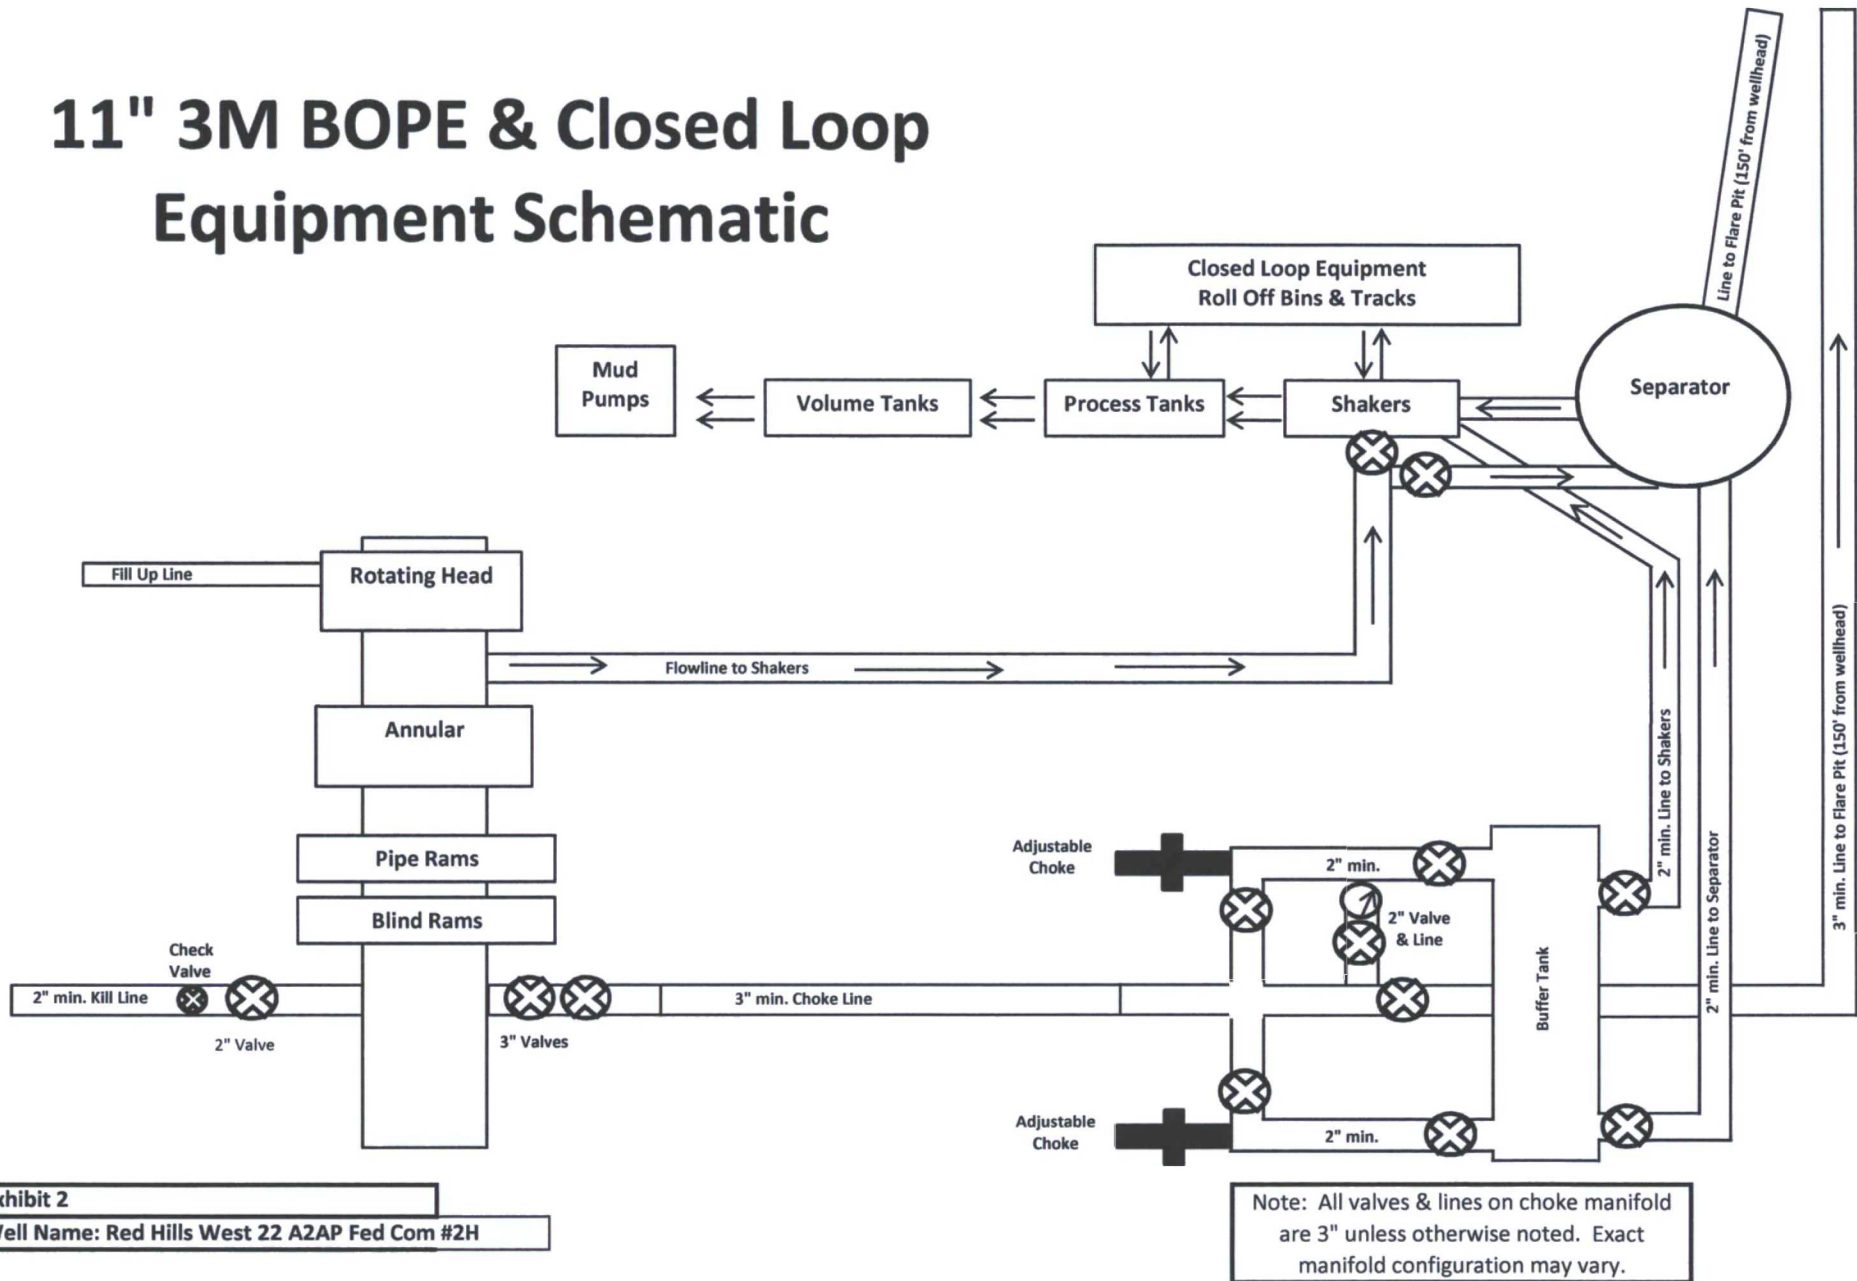 11" 3M BOPE & Closed Loop
Equipment Schematic
Line to Flare Pit (150' from wellhead)
Closed Loop Equipment
Roll Off Bins & Tracks
Mud
Pumps
Volume Tanks
Process Tanks
Shakers
Separator
Fill Up Line
Rotating Head
Flowline to Shakers
Annular
Pipe Rams
Blind Rams
Check
Valve
2" min. Kill Line
2" Valve
3" Valves
3" min. Choke Line
Adjustable
Choke
2" min.
2" Valve
& Line
Buffer Tank
Adjustable
Choke
2" min.
2" min. Line to Shakers
2" min. Line to Separator
3" min. Line to Flare Pit (150' from wellhead)
xhibit 2
Vell Name: Red Hills West 22 A2AP Fed Com #2H
Note: All valves & lines on choke manifold
are 3" unless otherwise noted. Exact
manifold configuration may vary.